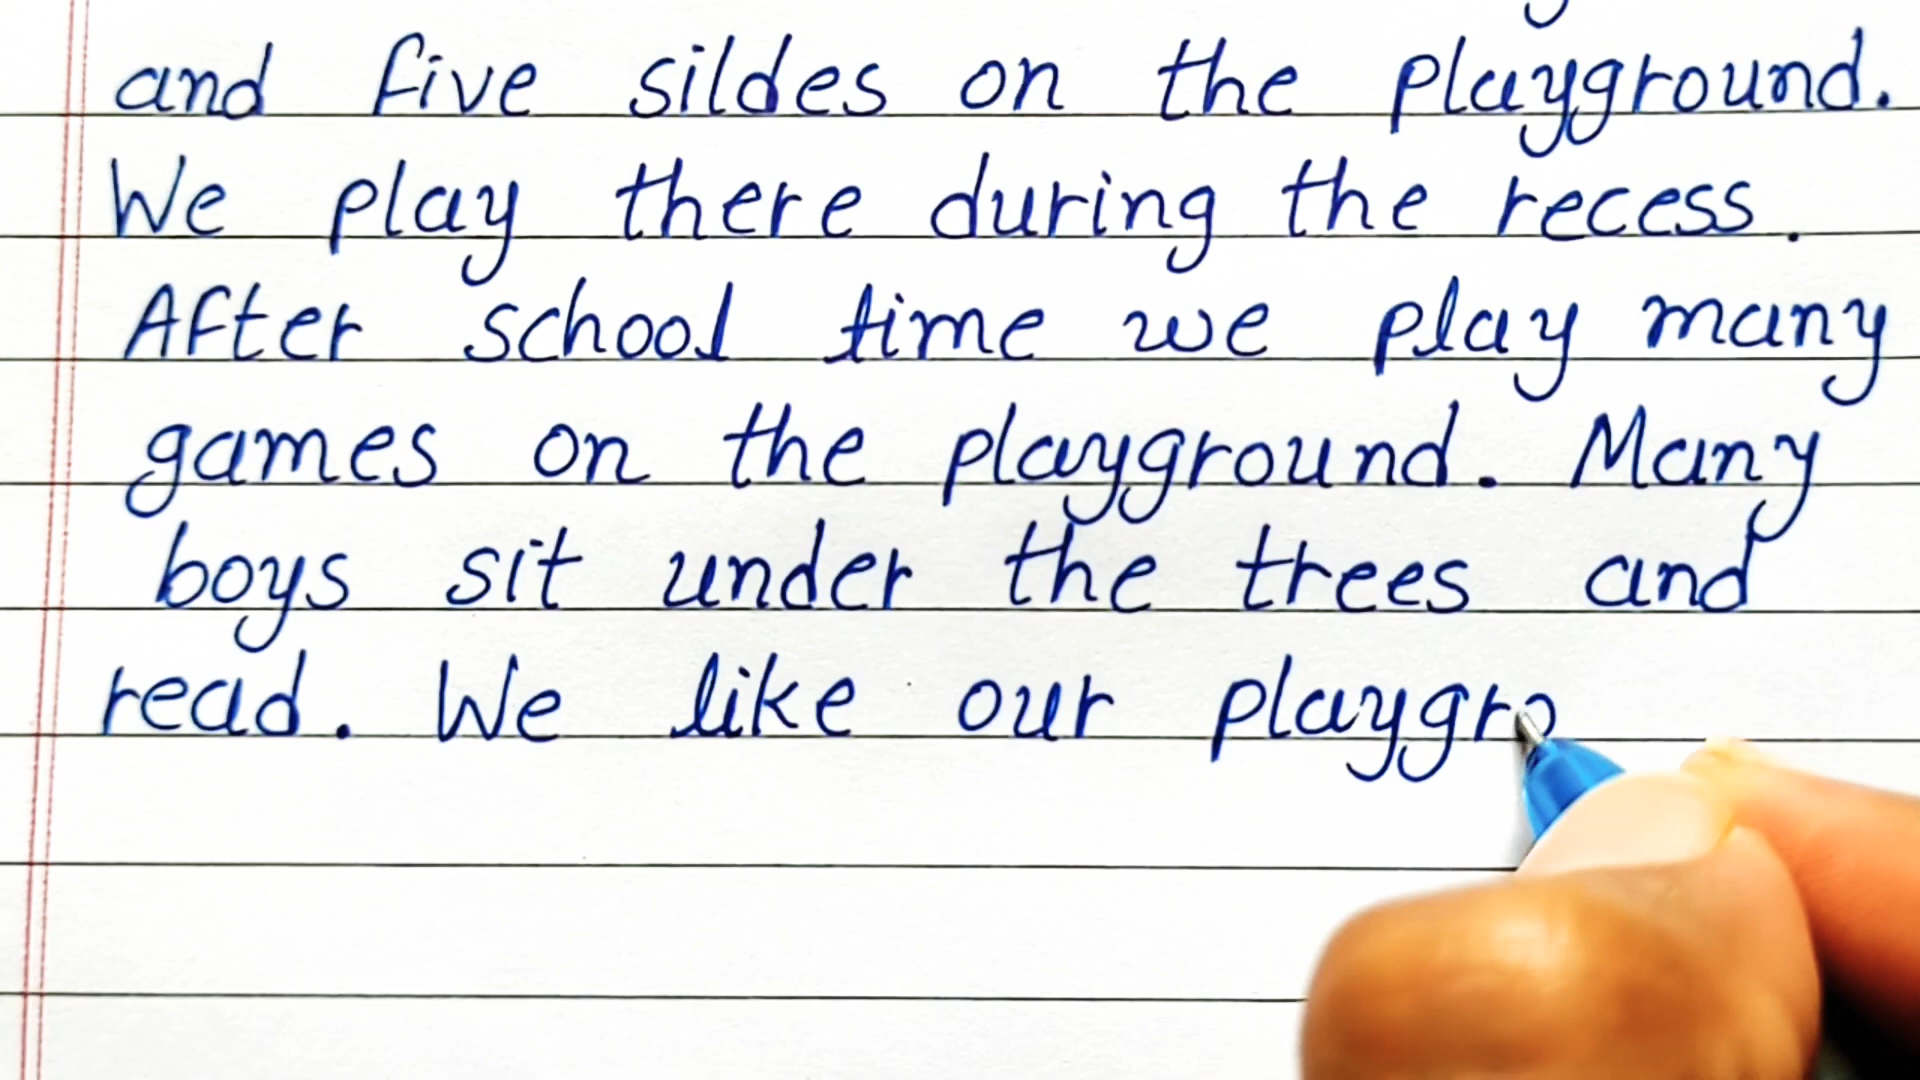 and five sildes on the playground.
We play there during the recess.
After school time we play many
games on the playground. Many
boys sit under the trees and
read. We like our playgro